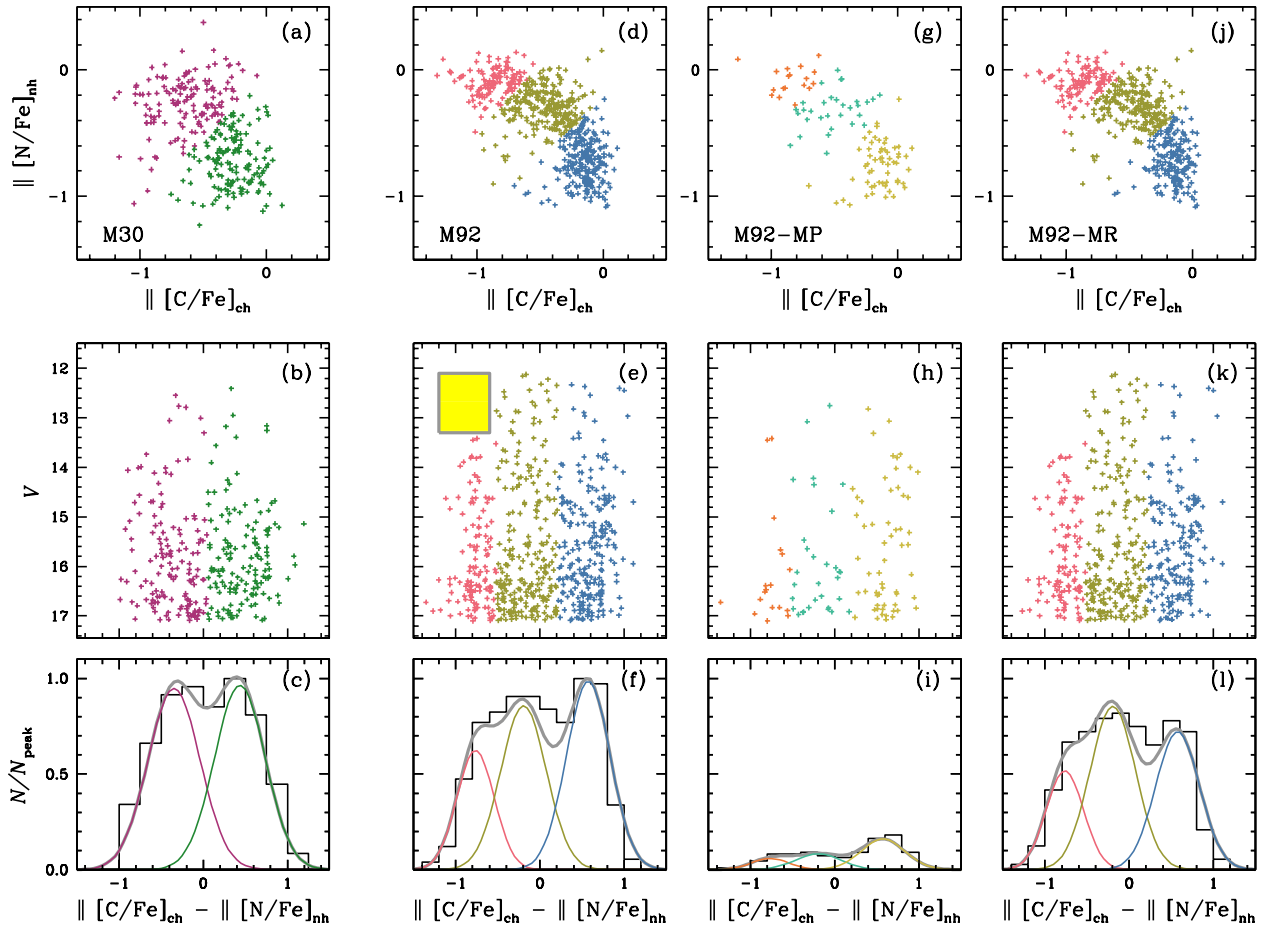 (a) (d) (g) (j)
0 0 0 0
−1 −1 −1 −1
|| [N/Fe]nh
M30 M92 M92−MP M92−MR
−1 0 −1 0 −1 0 −1 0
|| [C/Fe]ch || [C/Fe]ch || [C/Fe]ch || [C/Fe]ch
(b) (e) (h) (k)
12
13
14
15
16
17
V
(c) (f) (i) (l)
1.0
0.5
0.0
N/Npeak
−1 0 1 −1 0 1 −1 0 1 −1 0 1
|| [C/Fe]ch − || [N/Fe]nh || [C/Fe]ch − || [N/Fe]nh || [C/Fe]ch − || [N/Fe]nh || [C/Fe]ch − || [N/Fe]nh